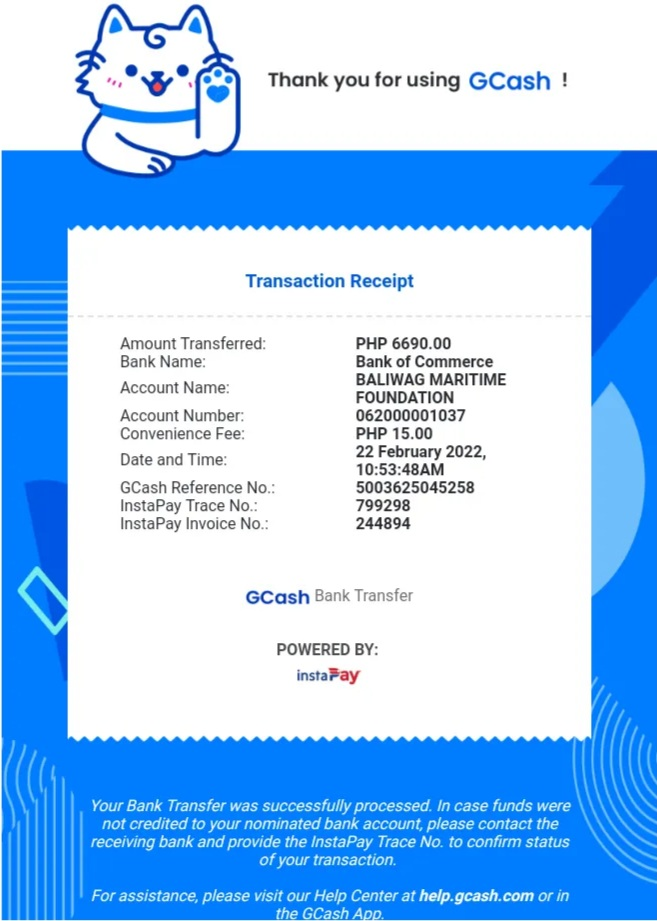 Thank you for using GCash !
Transaction Receipt
Amount Transferred: PHP 6690.00
Bank Name: Bank of Commerce
Account Name: BALIWAG MARITIME
FOUNDATION
Account Number: 062000001037
Convenience Fee: PHP 15.00
Date and Time: 22 February 2022,
10:53:48AM
GCash Reference No.: 5003625045258
InstaPay Trace No.: 799298
InstaPay Invoice No.: 244894
GCash Bank Transfer
POWERED BY:
instaPay
Your Bank Transfer was successfully processed. In case funds were
not credited to your nominated bank account, please contact the
receiving bank and provide the InstaPay Trace No. to confirm status
of your transaction.
For assistance, please visit our Help Center at help.gcash.com or in
the GCash App.